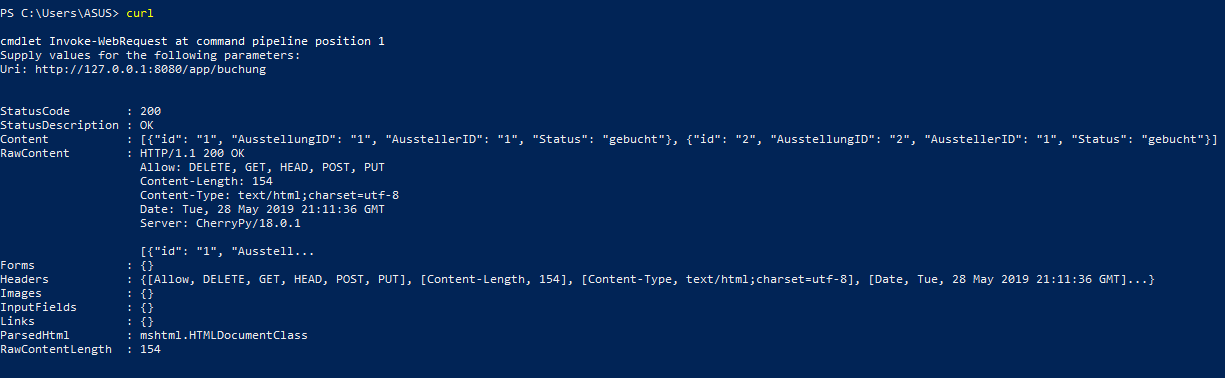 PS C:\Users\ASUS> curl
cmdlet Invoke-WebRequest at command pipeline position 1
Supply values for the following parameters:
Uri: http://127.0.0.1:8080/app/buchung
StatusCode        : 200
StatusDescription : OK
Content           : [{"id": "1", "AusstellungID": "1", "AusstellerID": "1", "Status": "gebucht"}, {"id": "2", "AusstellungID": "2", "AusstellerID": "1", "Status": "gebucht"}]
RawContent        : HTTP/1.1 200 OK
                    Allow: DELETE, GET, HEAD, POST, PUT
                    Content-Length: 154
                    Content-Type: text/html;charset=utf-8
                    Date: Tue, 28 May 2019 21:11:36 GMT
                    Server: CherryPy/18.0.1
                    [{"id": "1", "Ausstell...
Forms             : {}
Headers           : {[Allow, DELETE, GET, HEAD, POST, PUT], [Content-Length, 154], [Content-Type, text/html;charset=utf-8], [Date, Tue, 28 May 2019 21:11:36 GMT]...}
Images            : {}
InputFields       : {}
Links             : {}
ParsedHtml        : mshtml.HTMLDocumentClass
RawContentLength  : 154